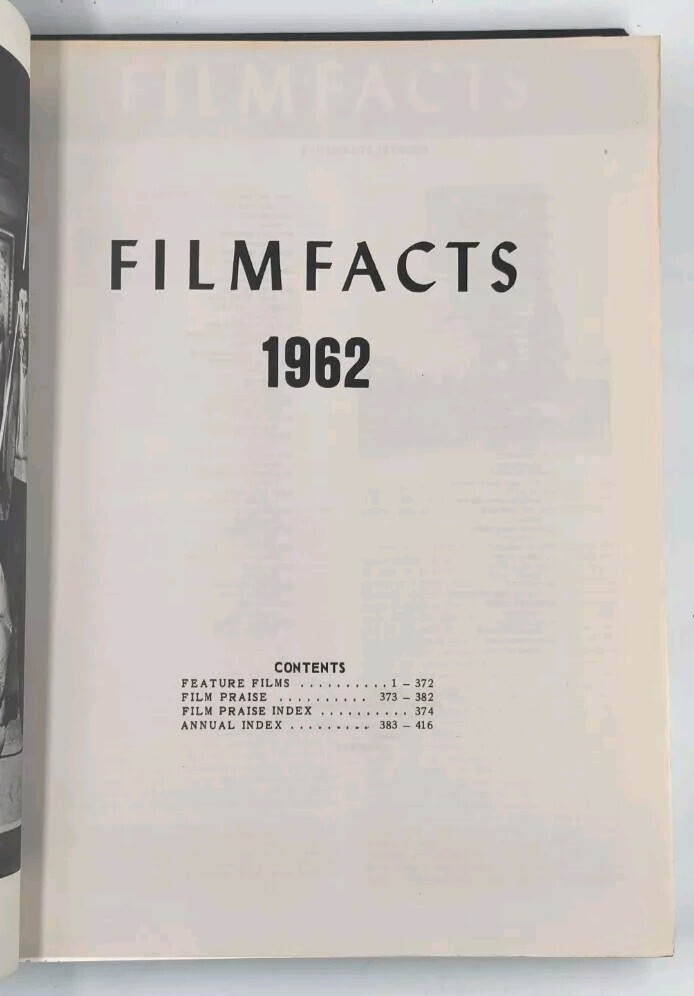 FILMFACTS
1962
CONTENTS
FEATURE FILMS .......... 1 – 372
FILM PRAISE .......... 373 – 382
FILM PRAISE INDEX .......... 374
ANNUAL INDEX ......... 383 – 416